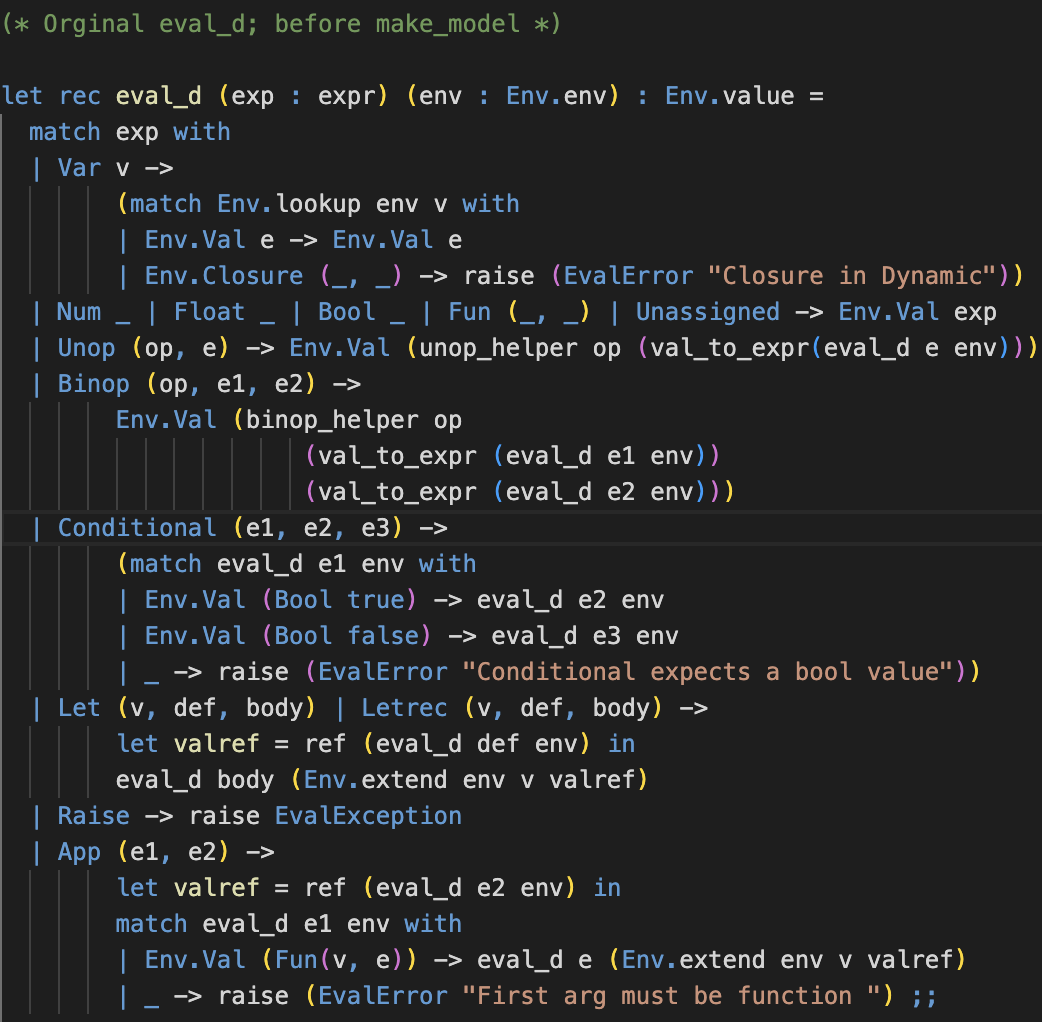 (* Orginal eval_d; before make_model *)
let rec eval_d (exp : expr) (env : Env.env) : Env.value =
  match exp with
  | Var v ->
        (match Env.lookup env v with
        | Env.Val e -> Env.Val e
        | Env.Closure (_, _) -> raise (EvalError "Closure in Dynamic"))
  | Num _ | Float _ | Bool _ | Fun (_, _) | Unassigned -> Env.Val exp
  | Unop (op, e) -> Env.Val (unop_helper op (val_to_expr(eval_d e env)))
  | Binop (op, e1, e2) ->
        Env.Val (binop_helper op
                     (val_to_expr (eval_d e1 env))
                     (val_to_expr (eval_d e2 env)))
  | Conditional (e1, e2, e3) ->
        (match eval_d e1 env with
        | Env.Val (Bool true) -> eval_d e2 env
        | Env.Val (Bool false) -> eval_d e3 env
        | _ -> raise (EvalError "Conditional expects a bool value"))
  | Let (v, def, body) | Letrec (v, def, body) ->
        let valref = ref (eval_d def env) in
        eval_d body (Env.extend env v valref)
  | Raise -> raise EvalException
  | App (e1, e2) ->
        let valref = ref (eval_d e2 env) in
        match eval_d e1 env with
        | Env.Val (Fun(v, e)) -> eval_d e (Env.extend env v valref)
        | _ -> raise (EvalError "First arg must be function ") ;;